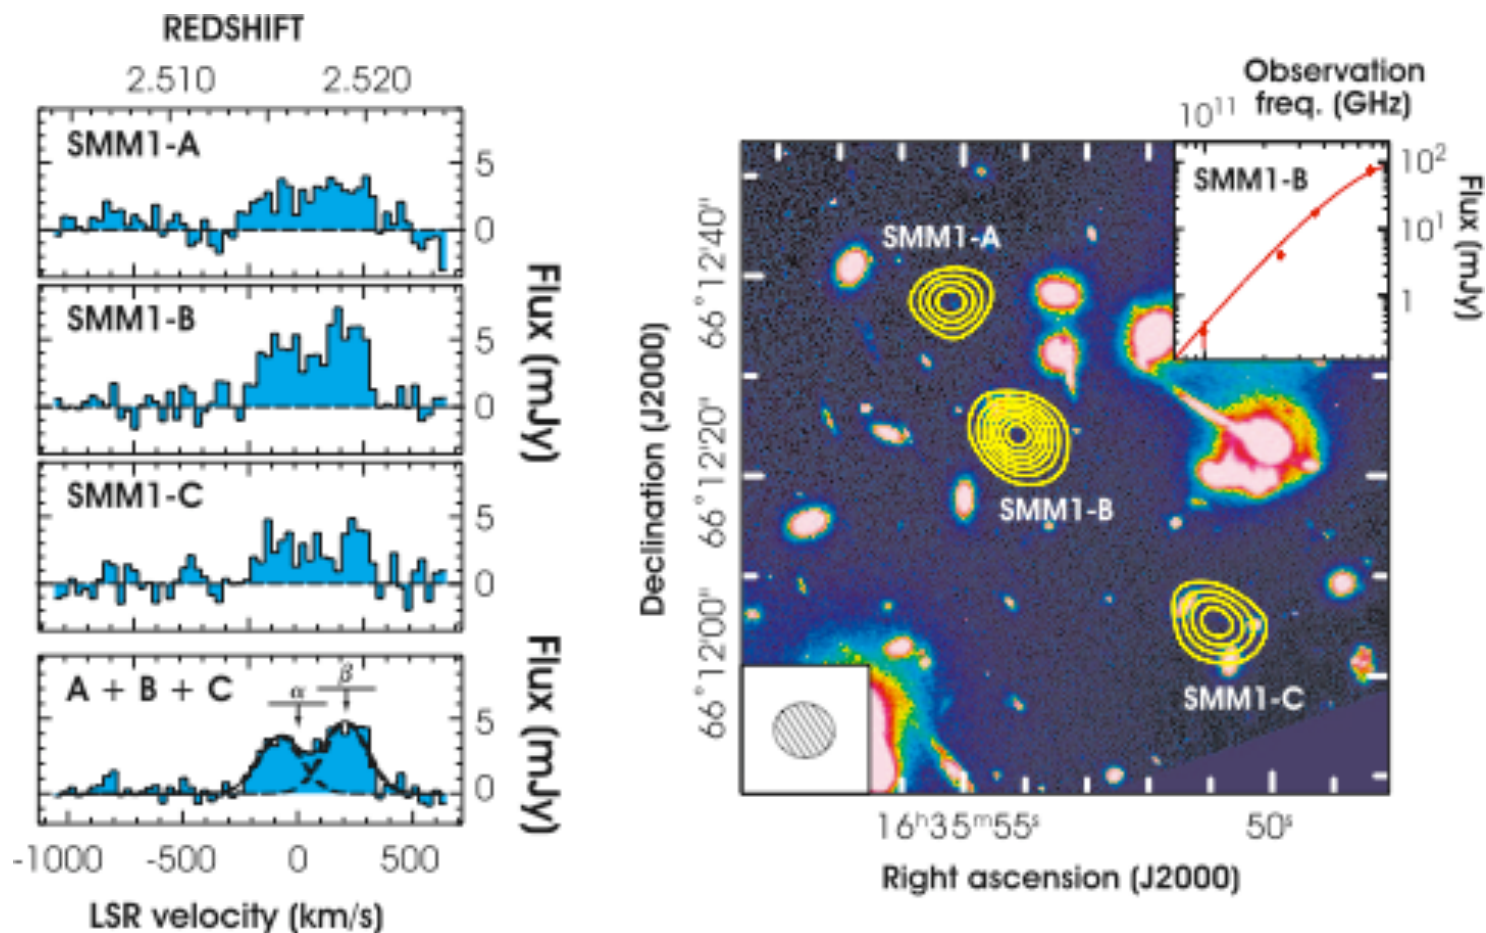 REDSHIFT
2.510 2.520
SMM1-A
5
0
SMM1-B
5
0
SMM1-C
5
0
Flux (mJy)
A + B + C
α
β
5
0
Flux (mJy)
-1000 -500 0 500
LSR velocity (km/s)
Observation
freq. (GHz)
10¹¹
SMM1-B
10²
10¹
1
Flux (mJy)
SMM1-A
SMM1-B
SMM1-C
66°12'40"
66°12'20"
66°12'00"
Declination (J2000)
16ʰ35ᵐ55ˢ 50ˢ
Right ascension (J2000)